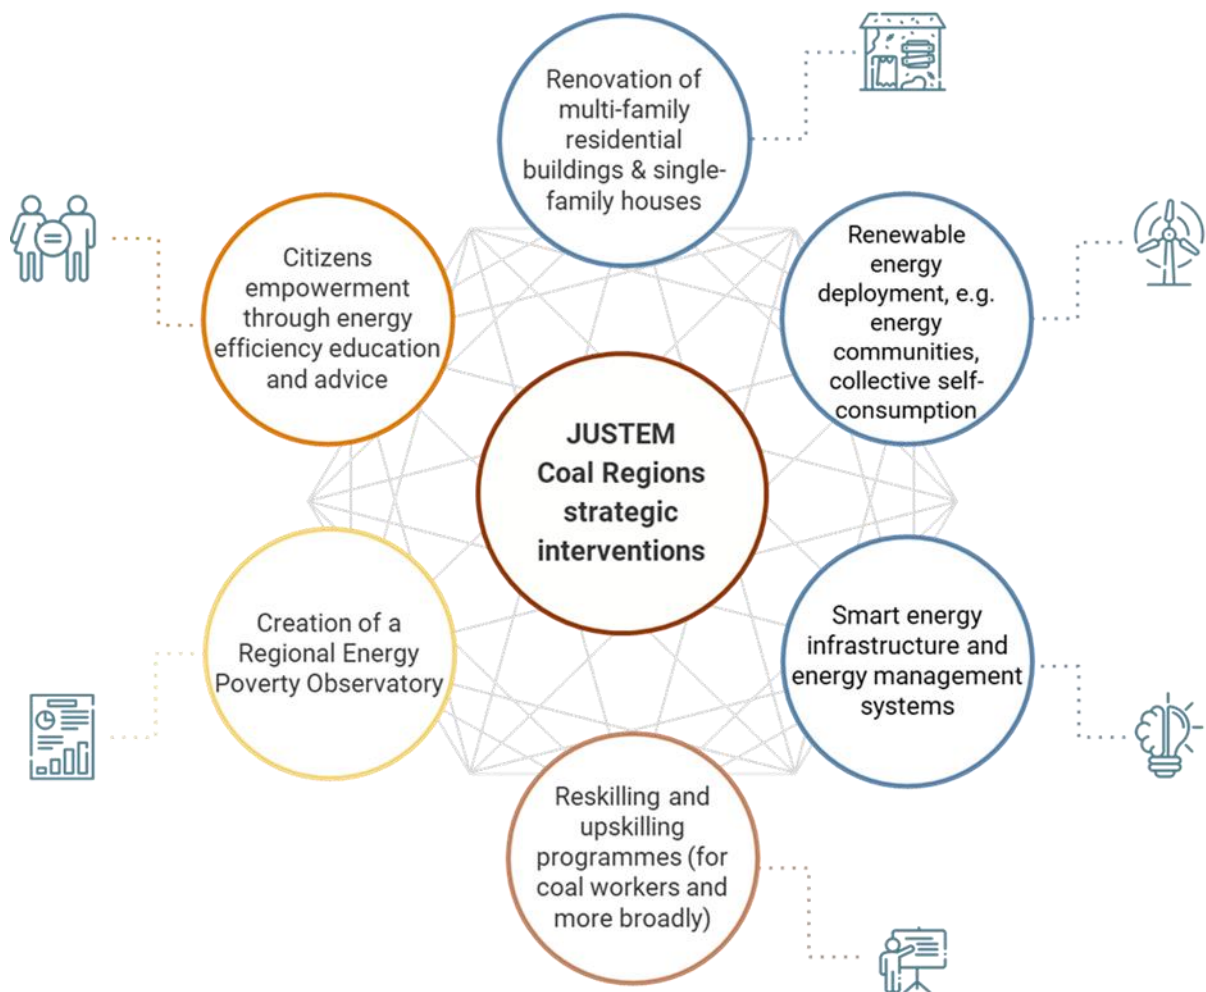 Renovation of
multi-family
residential
buildings & single-
family houses
Citizens
empowerment
through energy
efficiency education
and advice
Renewable
energy
deployment, e.g.
energy
communities,
collective self-
consumption
JUSTEM
Coal Regions
strategic
interventions
Creation of a
Regional Energy
Poverty Observatory
Smart energy
infrastructure and
energy management
systems
Reskilling and
upskilling
programmes (for
coal workers and
more broadly)